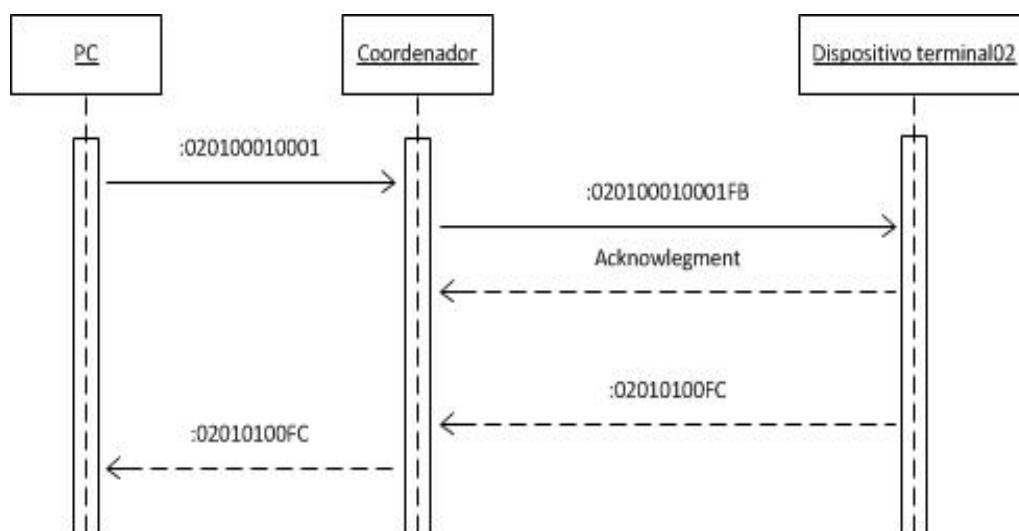 PC
Coordenador
Dispositivo terminal02
:020100010001
:020100010001FB
Acknowlegment
:02010100FC
:02010100FC